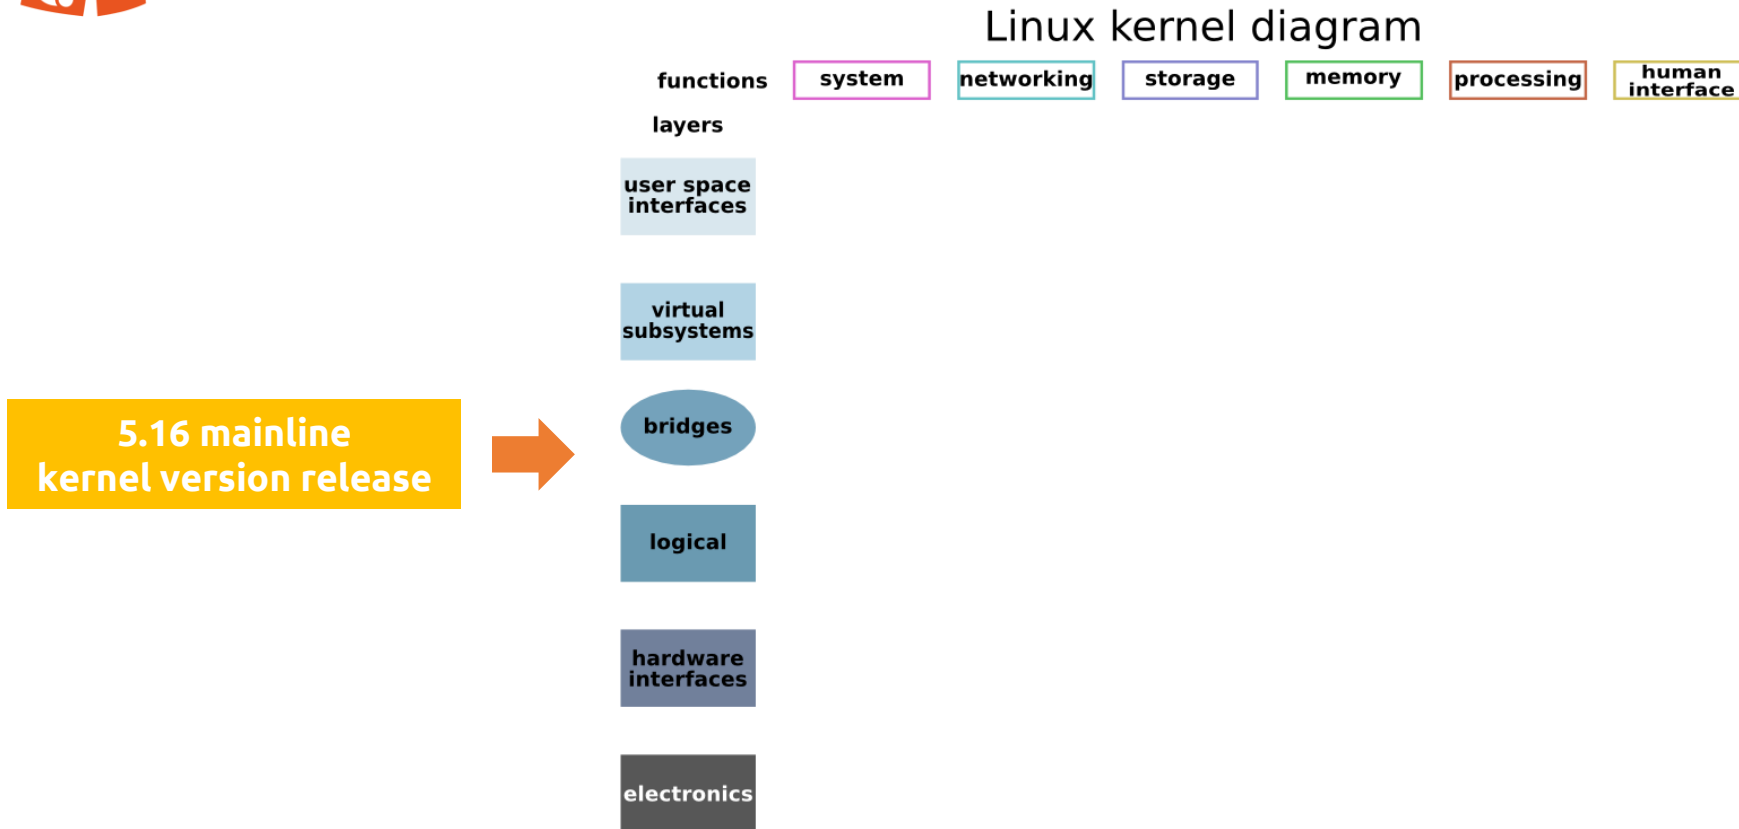 Linux kernel diagram
functions system networking storage memory processing human
interface
layers
user space
interfaces
virtual
subsystems
bridges
5.16 mainline
kernel version release
logical
hardware
interfaces
electronics